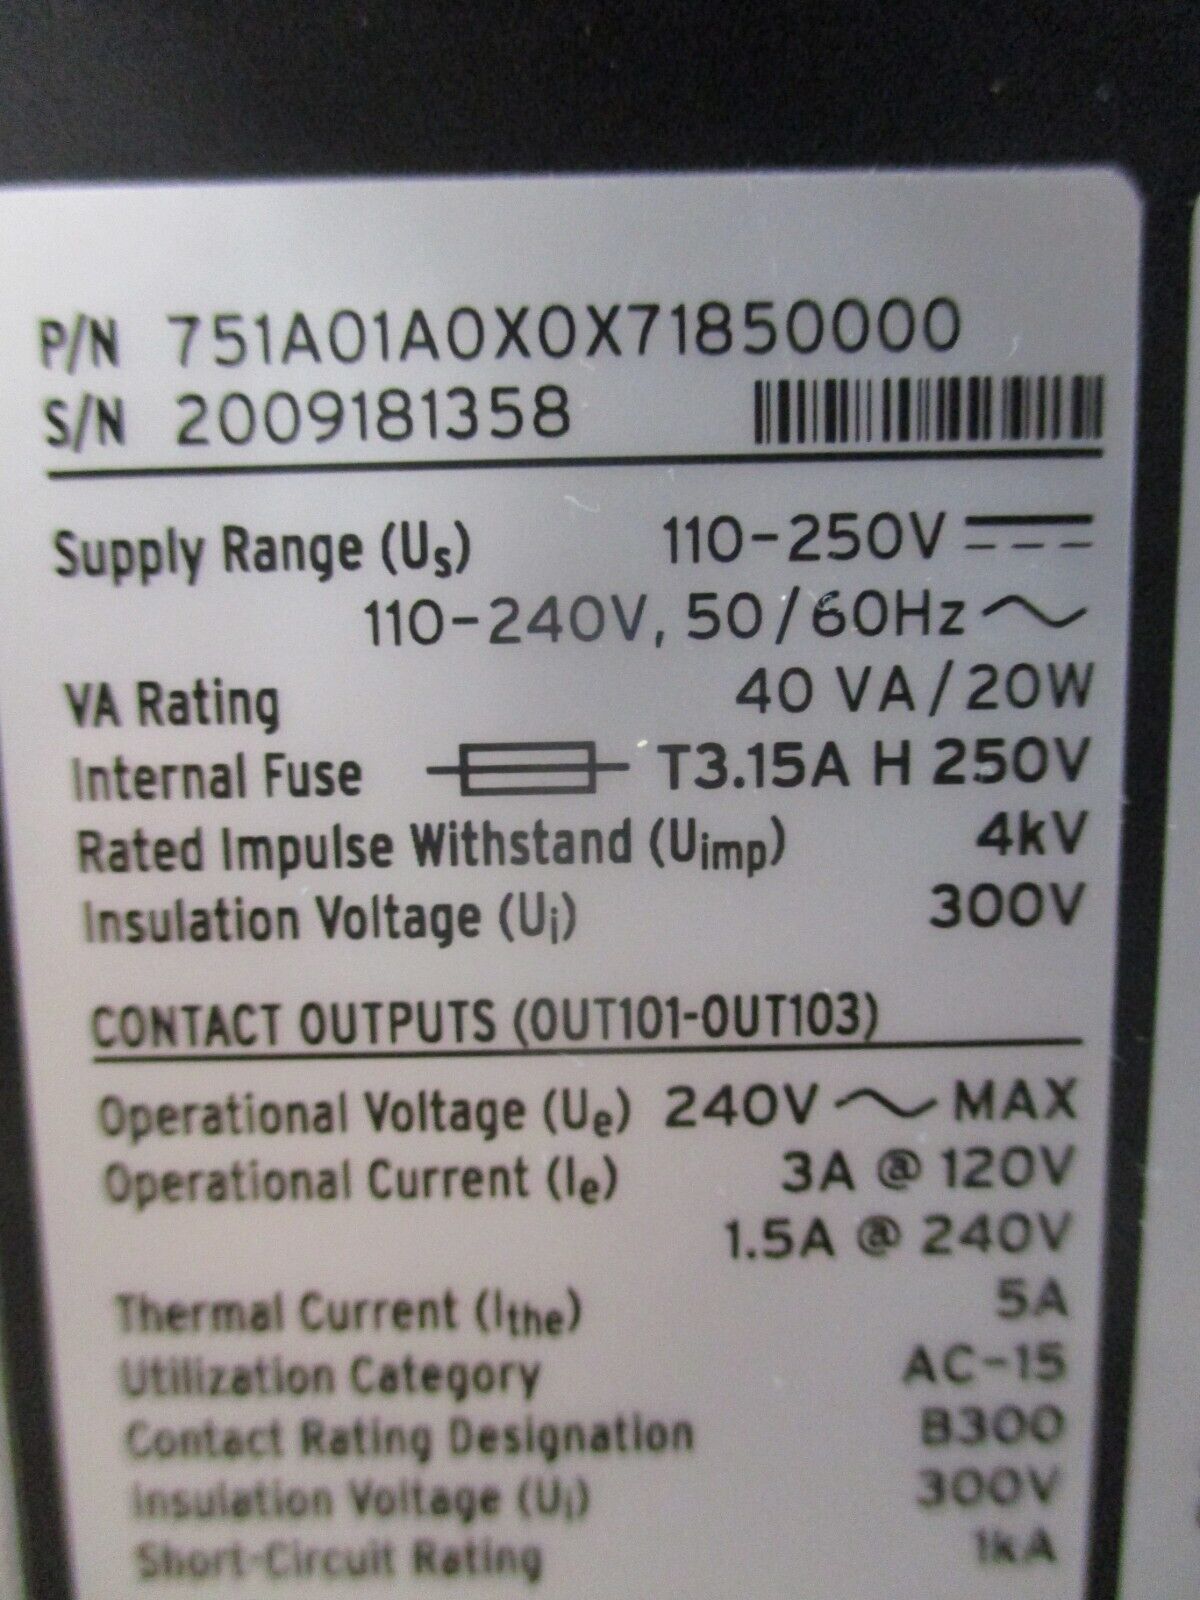 P/N 751A01A0X0X71850000
S/N 2009181358
Supply Range (Us) 110-250V
110-240V, 50/60Hz
VA Rating 40 VA/20W
Internal Fuse T3.15A H 250V
Rated Impulse Withstand (Uimp) 4kV
Insulation Voltage (Ui) 300V
CONTACT OUTPUTS (OUT101-OUT103)
Operational Voltage (Ue) 240V MAX
Operational Current (Ie) 3A @ 120V
1.5A @ 240V
Thermal Current (Ithe) 5A
Utilization Category AC-15
Contact Rating Designation B300
Insulation Voltage (Ui) 300V
Short-Circuit Rating 1kA